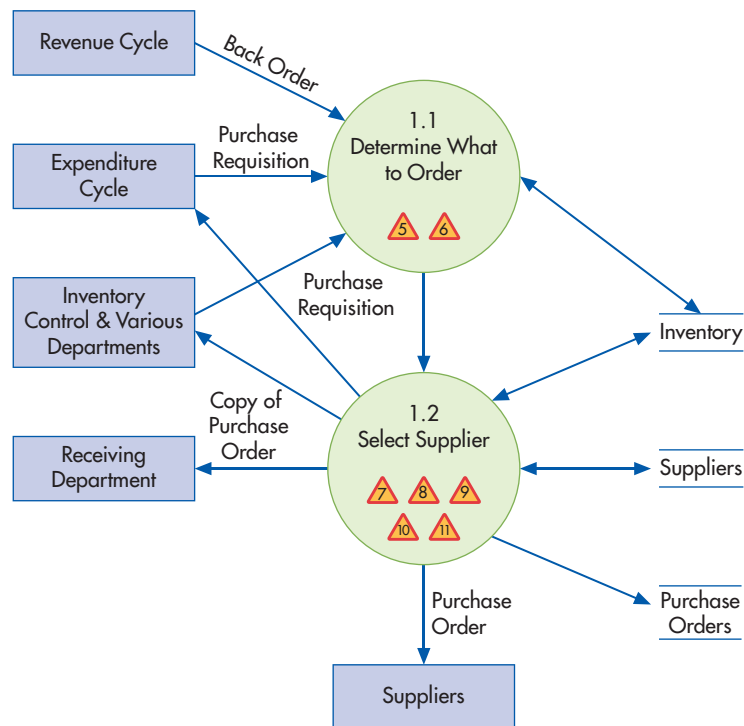 Revenue Cycle
Back Order
1.1
Determine What
to Order
5 6
Purchase
Requisition
Expenditure
Cycle
Purchase
Requisition
Inventory
Control & Various
Departments
Inventory
Copy of
Purchase
Order
1.2
Select Supplier
7 8 9
10 11
Receiving
Department
Suppliers
Purchase
Order
Purchase
Orders
Suppliers